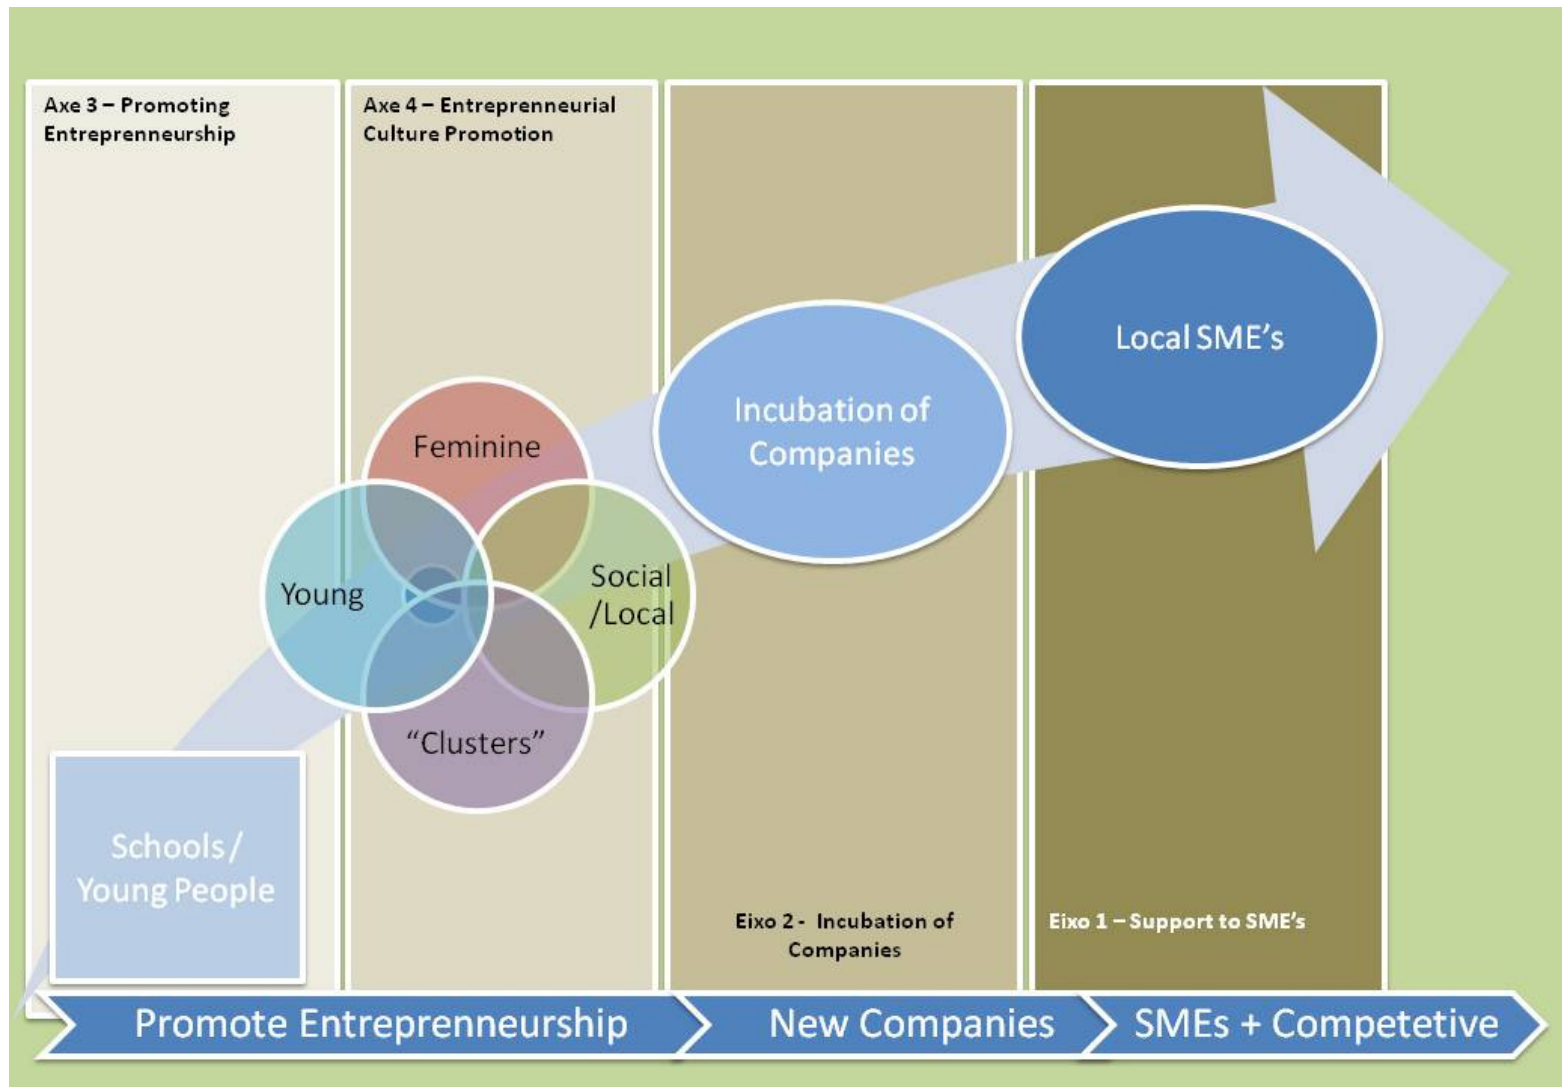 Axe 3 – Promoting
Entreprenneurship
Axe 4 – Entreprenneurial
Culture Promotion
Local SME's
Incubation of
Companies
Feminine
Young
Social
/Local
“Clusters”
Schools /
Young People
Eixo 2 - Incubation of
Companies
Eixo 1 – Support to SME's
Promote Entreprenneurship
New Companies
SMEs + Competetive